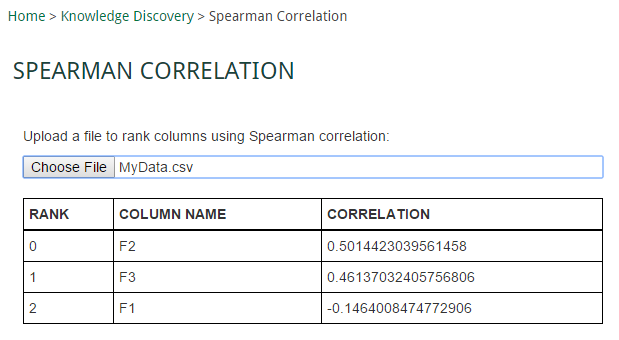 Home > Knowledge Discovery > Spearman Correlation
SPEARMAN CORRELATION
Upload a file to rank columns using Spearman correlation:
Choose File MyData.csv
RANK COLUMN NAME CORRELATION
0 F2 0.5014423039561458
1 F3 0.46137032405756806
2 F1 -0.1464008474772906